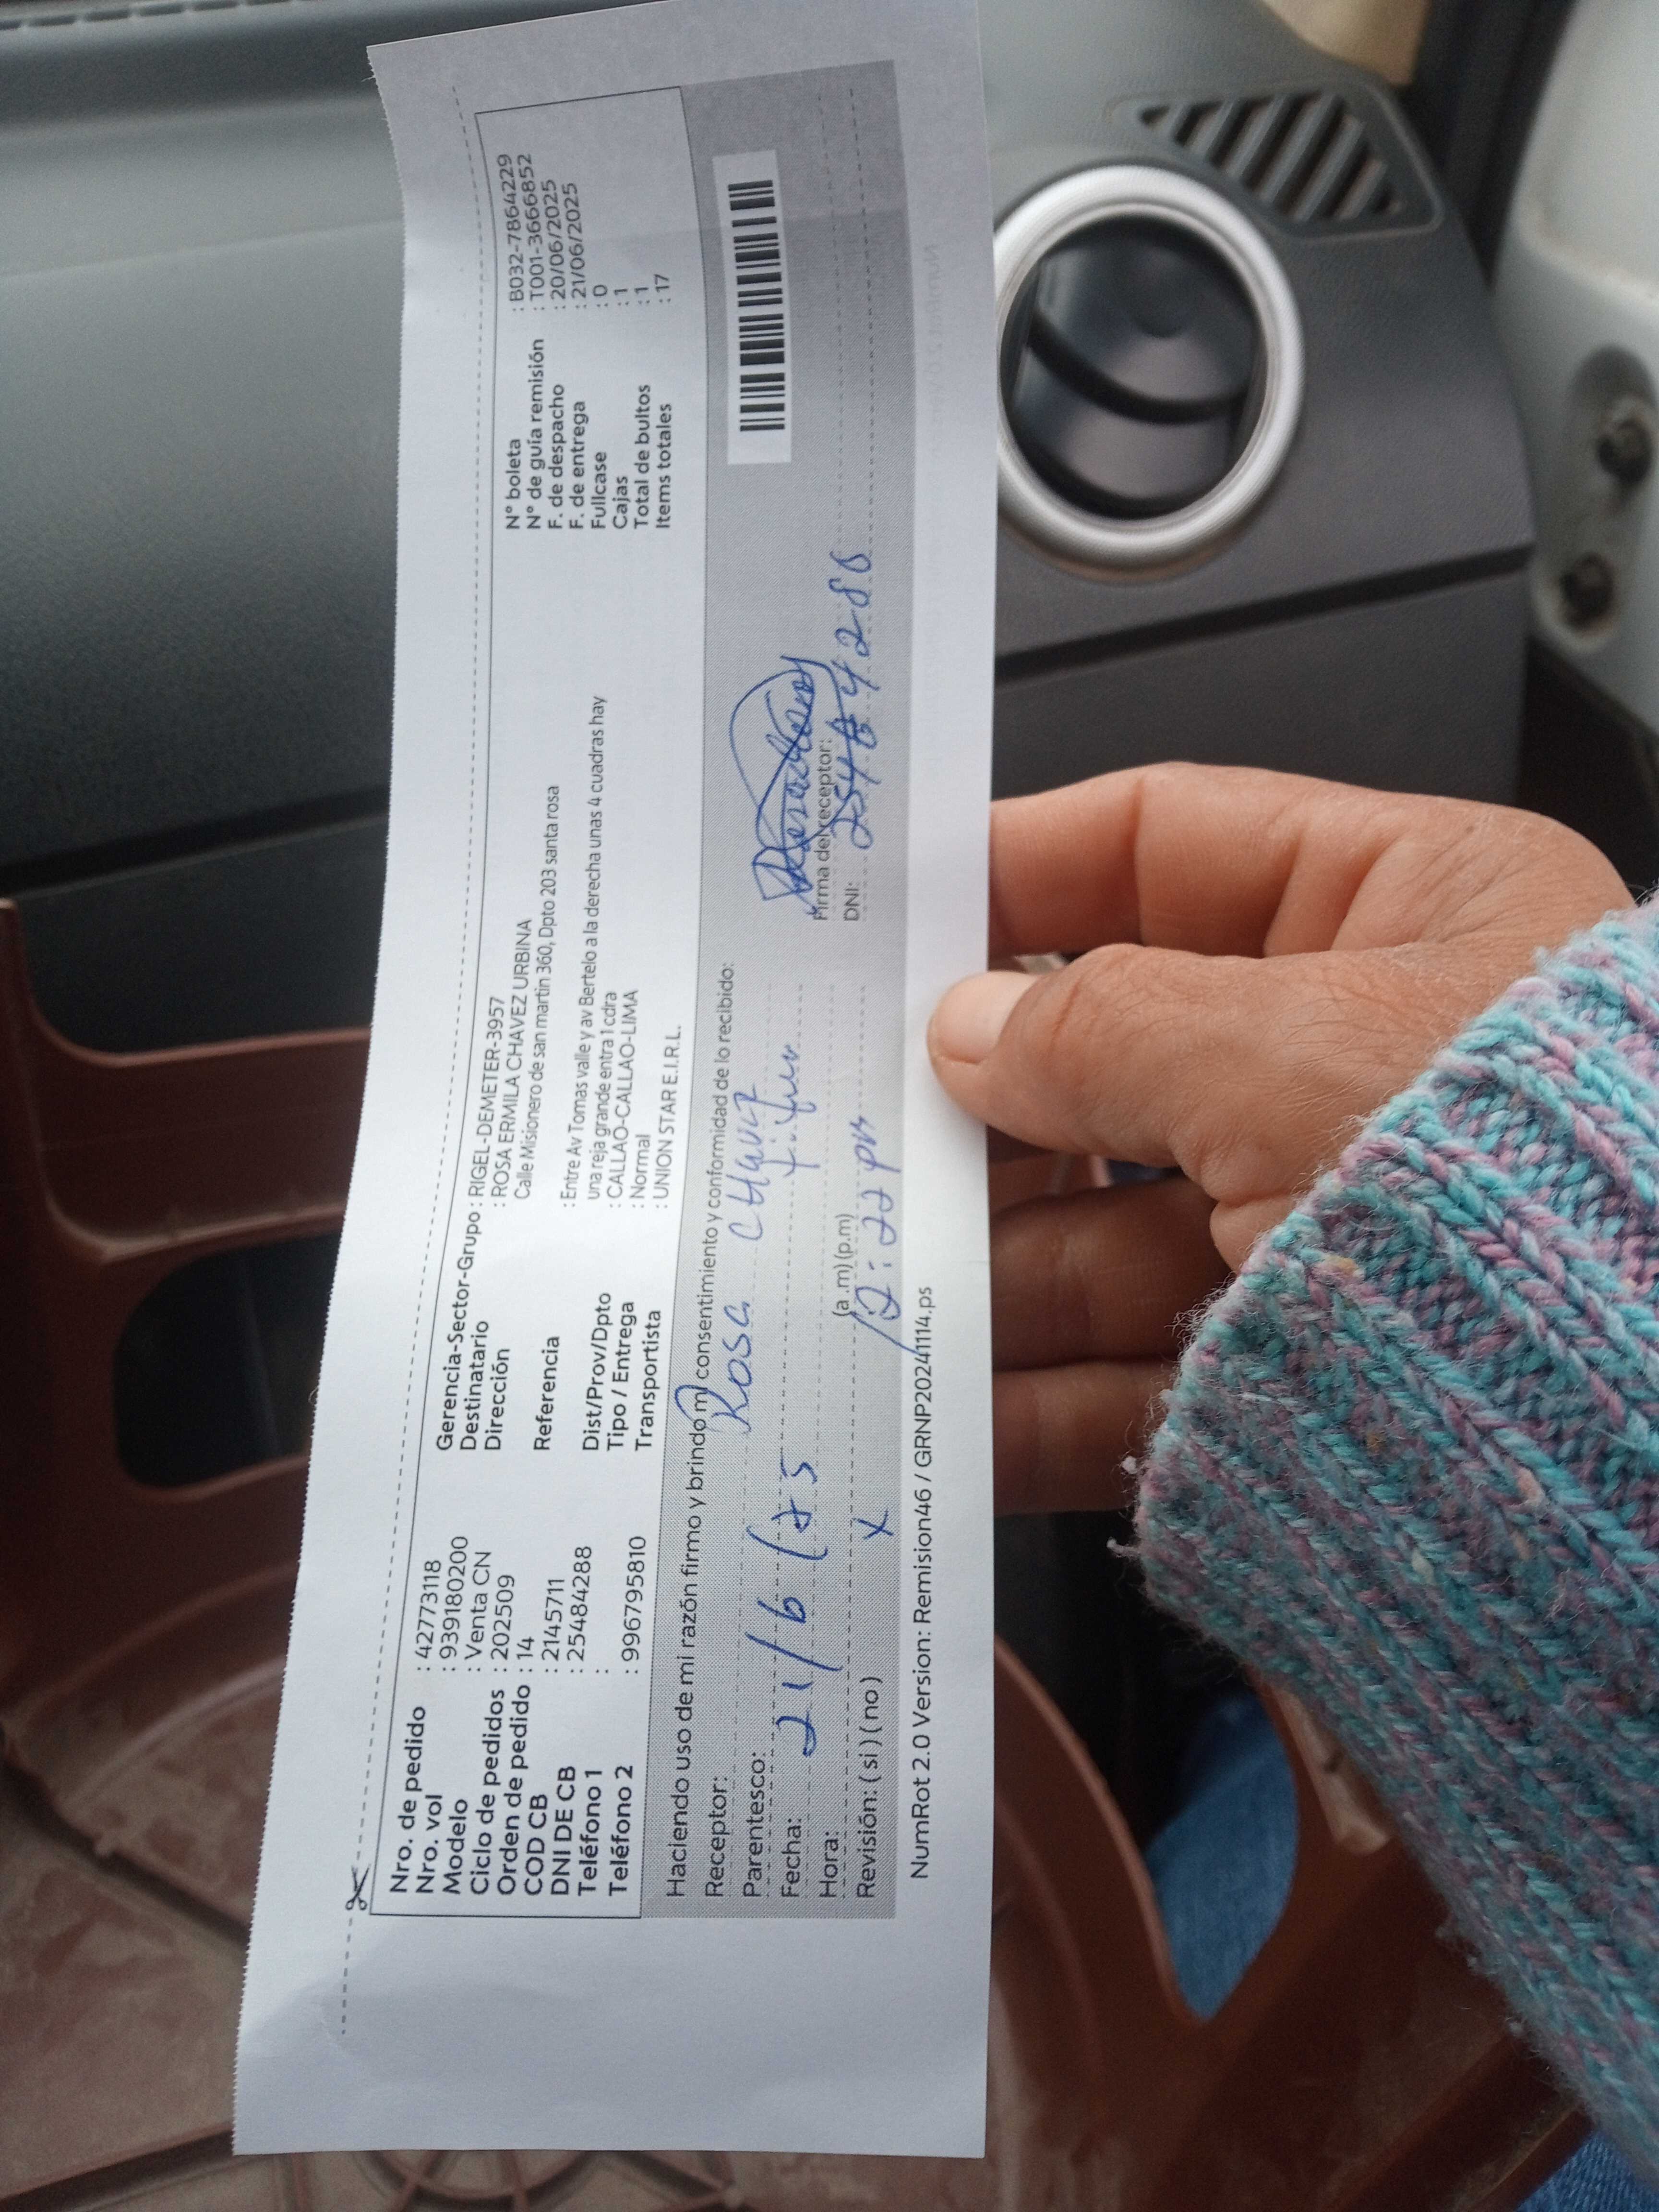 Nro. de pedido : 42773118
Nro. vol : 939180200
Modelo : Venta CN
Ciclo de pedidos : 202509
Orden de pedido : 14
COD CB : 2145711
DNI DE CB : 25484288
Teléfono 1 :
Teléfono 2 : 996795810
Gerencia-Sector-Grupo : RIGEL-DEMETER-3957
Destinatario : ROSA ERMILA CHAVEZ URBINA
Dirección Calle Misionero de san martin 360, Dpto 203 santa rosa
Referencia : Entre Av Tomas valle y av Bertelo a la derecha unas 4 cuadras hay
una reja grande entra 1 cdra
Dist/Prov/Dpto : CALLAO-CALLAO-LIMA
Tipo / Entrega : Normal
Transportista : UNION STAR E.I.R.L.
N° boleta : B032-7864229
N° de guía remisión : T001-36666852
F. de despacho : 20/06/2025
F. de entrega : 21/06/2025
Fullcase : 0
Cajas : 1
Total de bultos : 1
Items totales : 17
Haciendo uso de mi razón firmo y brindo mi consentimiento y conformidad de lo recibido:
Receptor: Rosa
Parentesco:
Fecha: 21/6/25
Hora: (a .m) (p.m) 12:22 pm
Revisión: ( si ) ( no ) X
Firma del receptor:
DNI: 25484288
NumRot 2.0 Version: Remision46 / GRNP20241114.ps